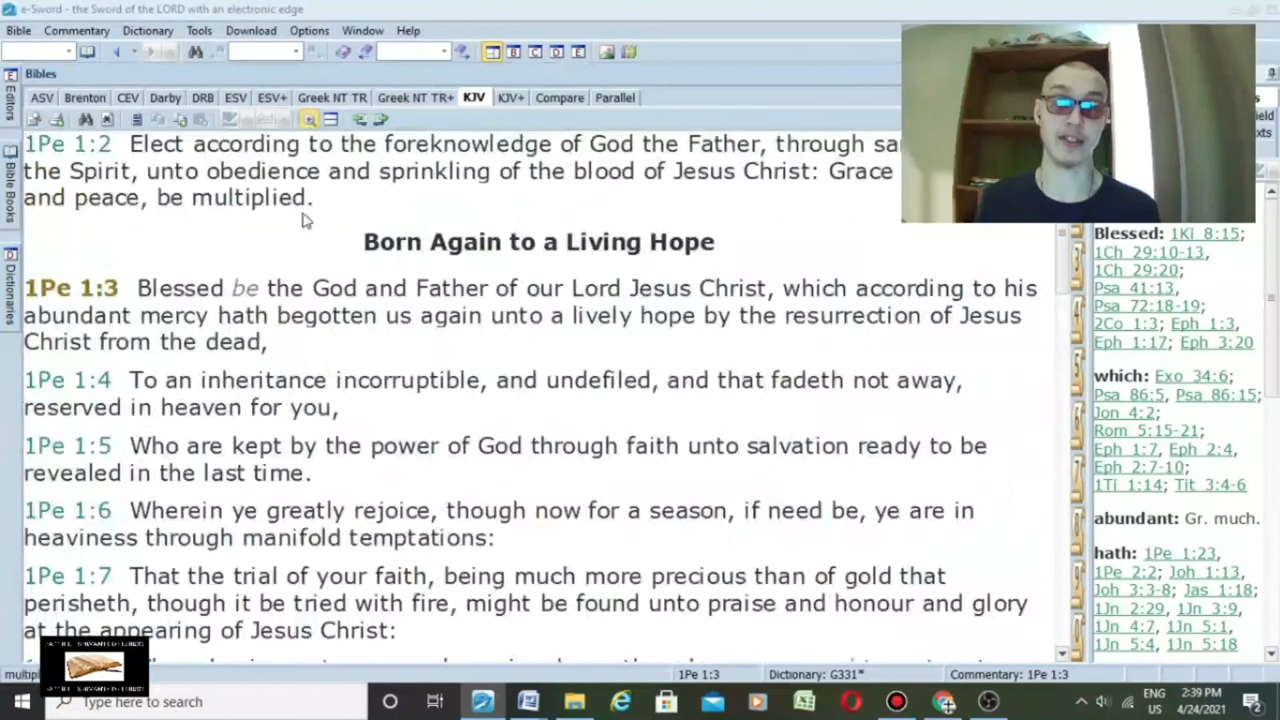 e-Sword - the Sword of the LORD with an electronic edge
Bible Commentary Dictionary Tools Download Options Window Help
Bibles
ASV Brenton CEV Darby DRB ESV ESV+ Greek NT TR Greek NT TR+ KJV KJV+ Compare Parallel
Editors
Bible Books
Dictionaries
1Pe 1:2 Elect according to the foreknowledge of God the Father, through
the Spirit, unto obedience and sprinkling of the blood of Jesus Christ: Grace
and peace, be multiplied.
Born Again to a Living Hope
1Pe 1:3 Blessed be the God and Father of our Lord Jesus Christ, which according to his
abundant mercy hath begotten us again unto a lively hope by the resurrection of Jesus
Christ from the dead,
1Pe 1:4 To an inheritance incorruptible, and undefiled, and that fadeth not away,
reserved in heaven for you,
1Pe 1:5 Who are kept by the power of God through faith unto salvation ready to be
revealed in the last time.
1Pe 1:6 Wherein ye greatly rejoice, though now for a season, if need be, ye are in
heaviness through manifold temptations:
1Pe 1:7 That the trial of your faith, being much more precious than of gold that
perisheth, though it be tried with fire, might be found unto praise and honour and glory
at the appearing of Jesus Christ:
Blessed: 1Ki 8:15;
1Ch 29:10-13,
1Ch 29:20;
Psa 41:13,
Psa 72:18-19;
2Co 1:3; Eph 1:3,
Eph 1:17; Eph 3:20
which: Exo 34:6;
Psa 86:5, Psa 86:15;
Jon 4:2;
Rom 5:15-21;
Eph 1:7, Eph 2:4,
Eph 2:7-10;
1Ti 1:14; Tit 3:4-6
abundant: Gr. much.
hath: 1Pe 1:23,
1Pe 2:2; Joh 1:13,
Joh 3:3-8; Jas 1:18;
1Jn 2:29, 1Jn 3:9,
1Jn 4:7, 1Jn 5:1,
1Jn 5:4, 1Jn 5:18
1Pe 1:3 Dictionary: G331* Commentary: 1Pe 1:3
Type here to search
ENG 2:39 PM
US 4/24/2021